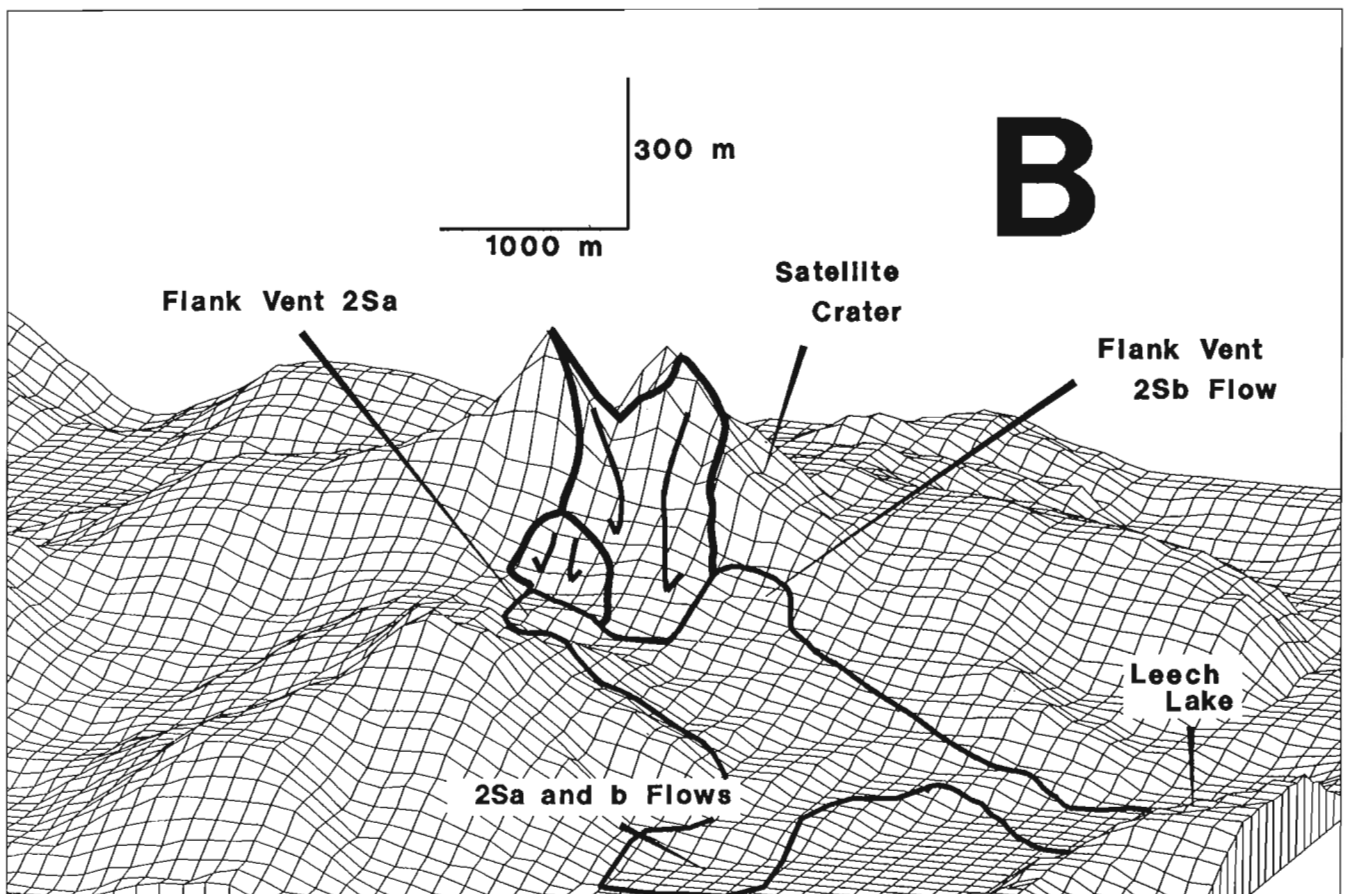 B
300 m
1000 m
Satellite
Crater
Flank Vent 2Sa
Flank Vent
2Sb Flow
Leech
Lake
2Sa and b Flows